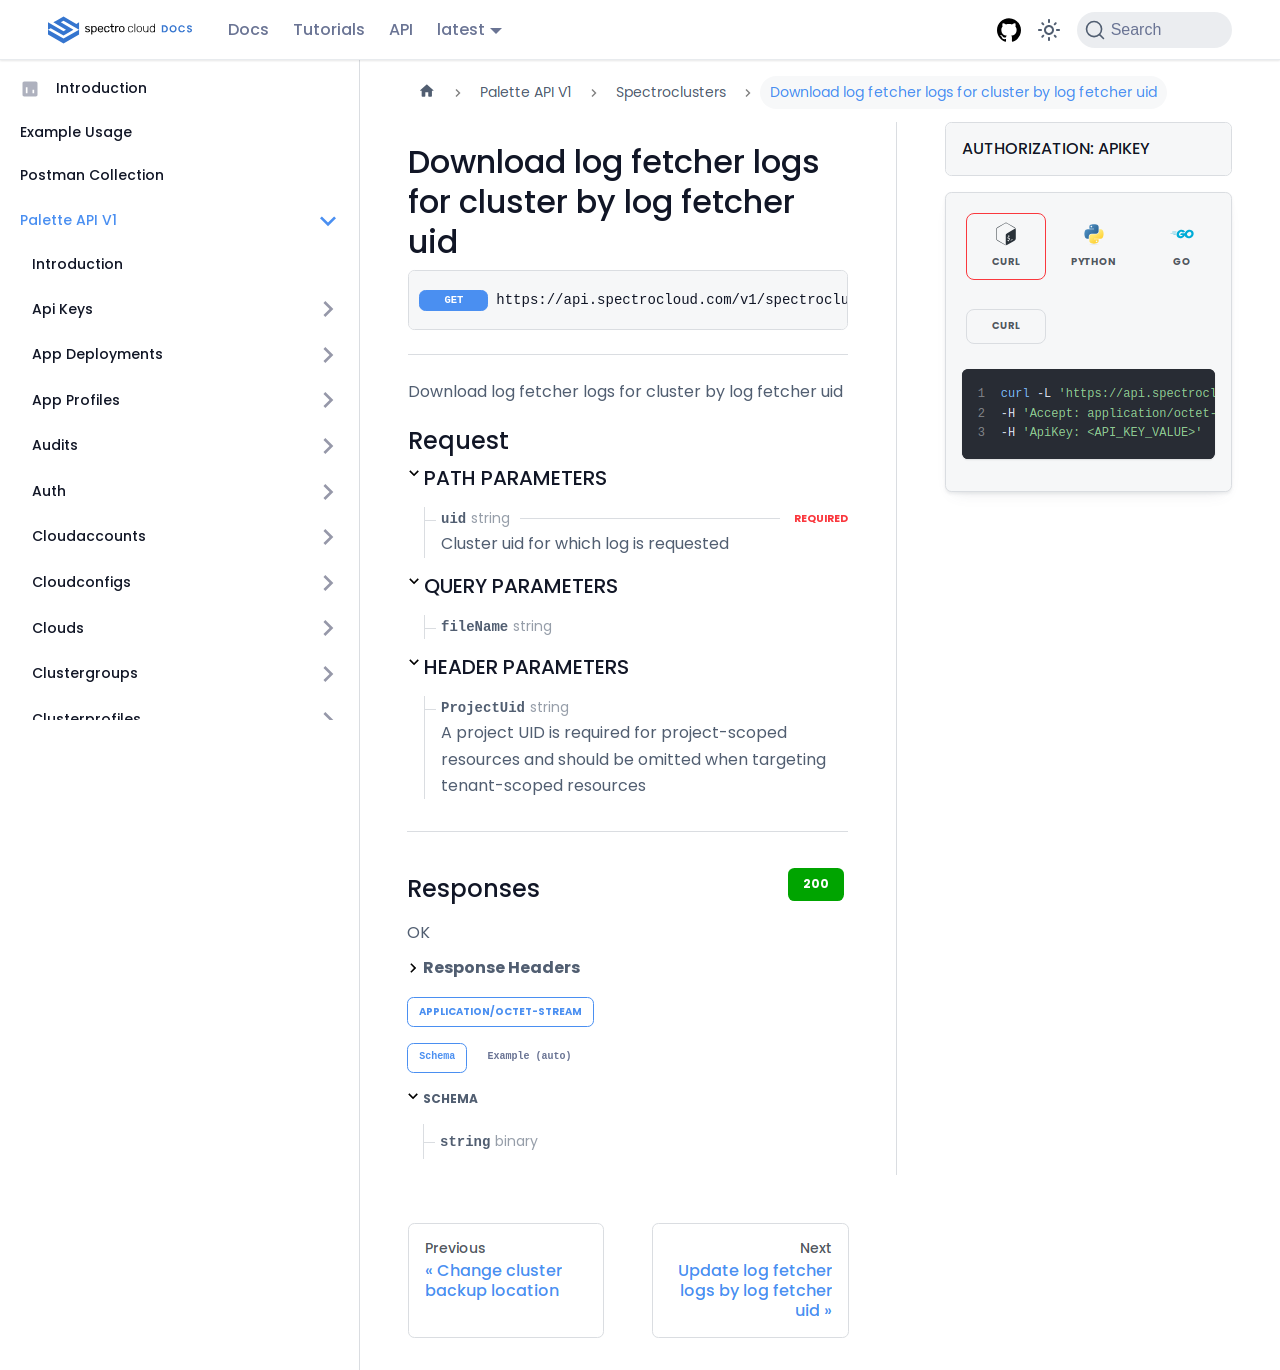 spectro cloud DOCS
Docs
Tutorials
API
latest
Search
Introduction
Example Usage
Postman Collection
Palette API V1
Introduction
Api Keys
App Deployments
App Profiles
Audits
Auth
Cloudaccounts
Cloudconfigs
Clouds
Clustergroups
Clusterprofiles
Palette API V1
Spectroclusters
Download log fetcher logs for cluster by log fetcher uid
Download log fetcher logs
for cluster by log fetcher
uid
GET https://api.spectrocloud.com/v1/spectroclu
Download log fetcher logs for cluster by log fetcher uid
Request
PATH PARAMETERS
uid string REQUIRED
Cluster uid for which log is requested
QUERY PARAMETERS
fileName string
HEADER PARAMETERS
ProjectUid string
A project UID is required for project-scoped
resources and should be omitted when targeting
tenant-scoped resources
Responses
200
OK
Response Headers
APPLICATION/OCTET-STREAM
Schema
Example (auto)
SCHEMA
string binary
Previous
« Change cluster
backup location
Next
Update log fetcher
logs by log fetcher
uid »
AUTHORIZATION: APIKEY
CURL
PYTHON
GO
CURL
1 curl -L 'https://api.spectrocl
2 -H 'Accept: application/octet-
3 -H 'ApiKey: <API_KEY_VALUE>'